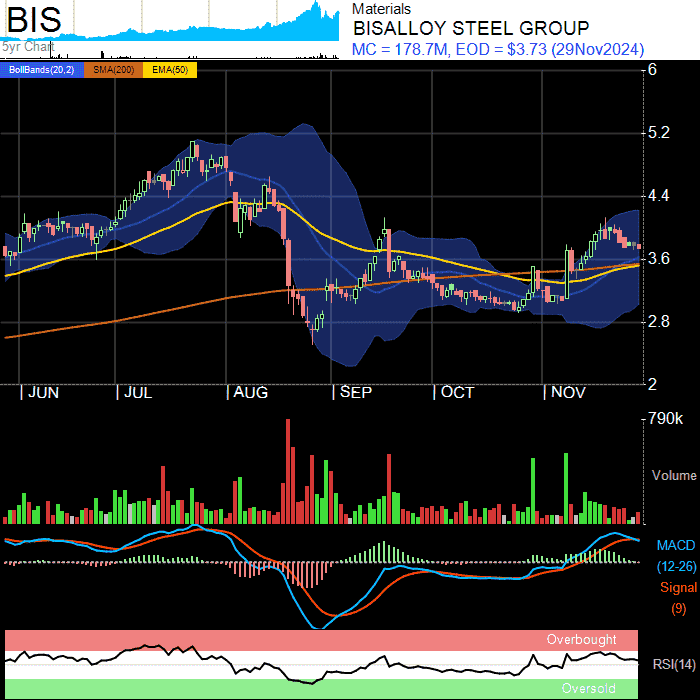 BIS
5yr Chart
Materials
BISALLOY STEEL GROUP
MC = 178.7M, EOD = $3.73 (29Nov2024)
BollBands(20,2) SMA(200) EMA(50)
6
5.2
4.4
3.6
2.8
2
JUN JUL AUG SEP OCT NOV
790k
Volume
MACD
(12-26)
Signal
(9)
Overbought
RSI(14)
Oversold